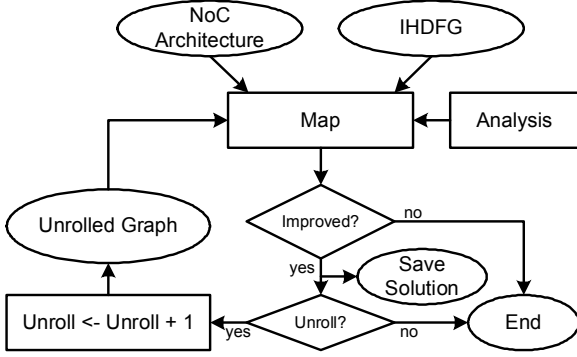 NoC
Architecture
IHDFG
Map
Analysis
Unrolled Graph
Improved?
no
yes
Save
Solution
Unroll <- Unroll + 1
yes
Unroll?
no
End